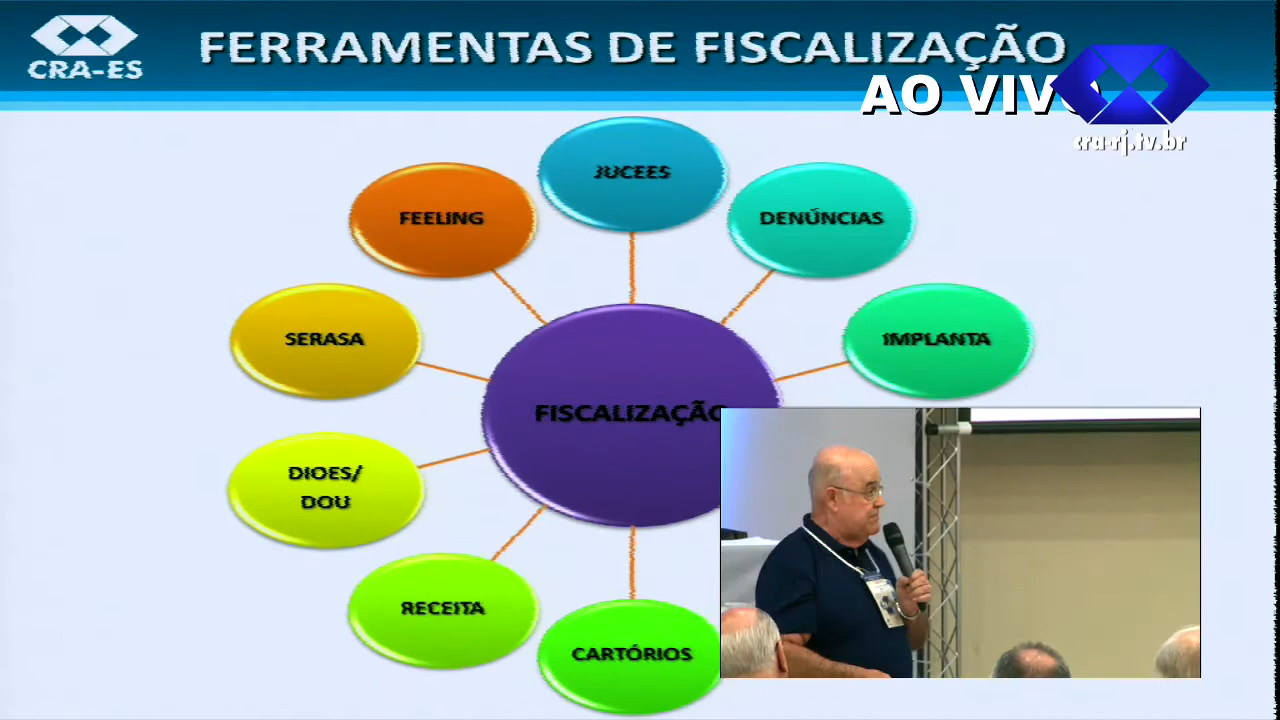 CRA-ES
FERRAMENTAS DE FISCALIZAÇÃO
AO VIVO
cra-rj.tv.br
JUCEES
FEELING
DENÚNCIAS
SERASA
IMPLANTA
FISCALIZAÇÃO
DIOES/
DOU
RECEITA
CARTÓRIOS